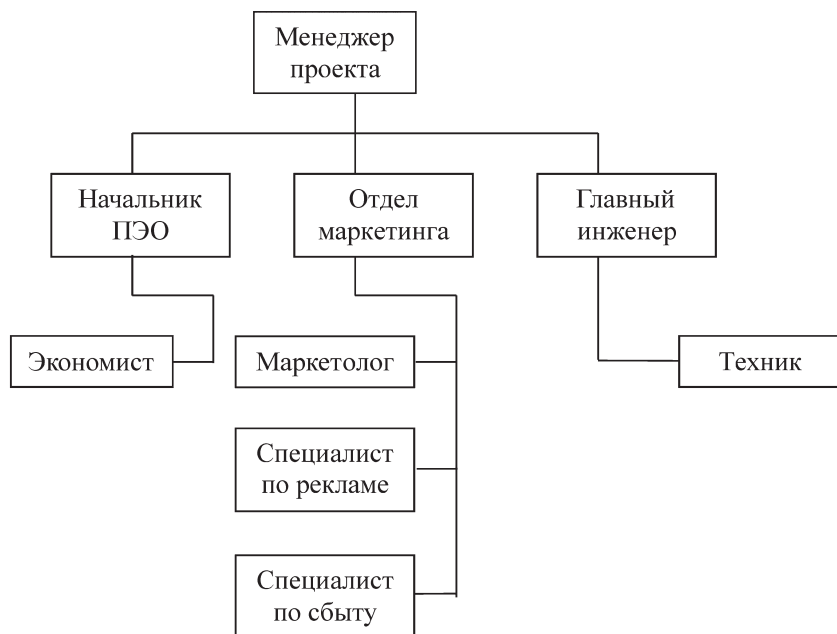 Менеджер
проекта
Начальник
ПЭО
Отдел
маркетинга
Главный
инженер
Экономист
Маркетолог
Техник
Специалист
по рекламе
Специалист
по сбыту